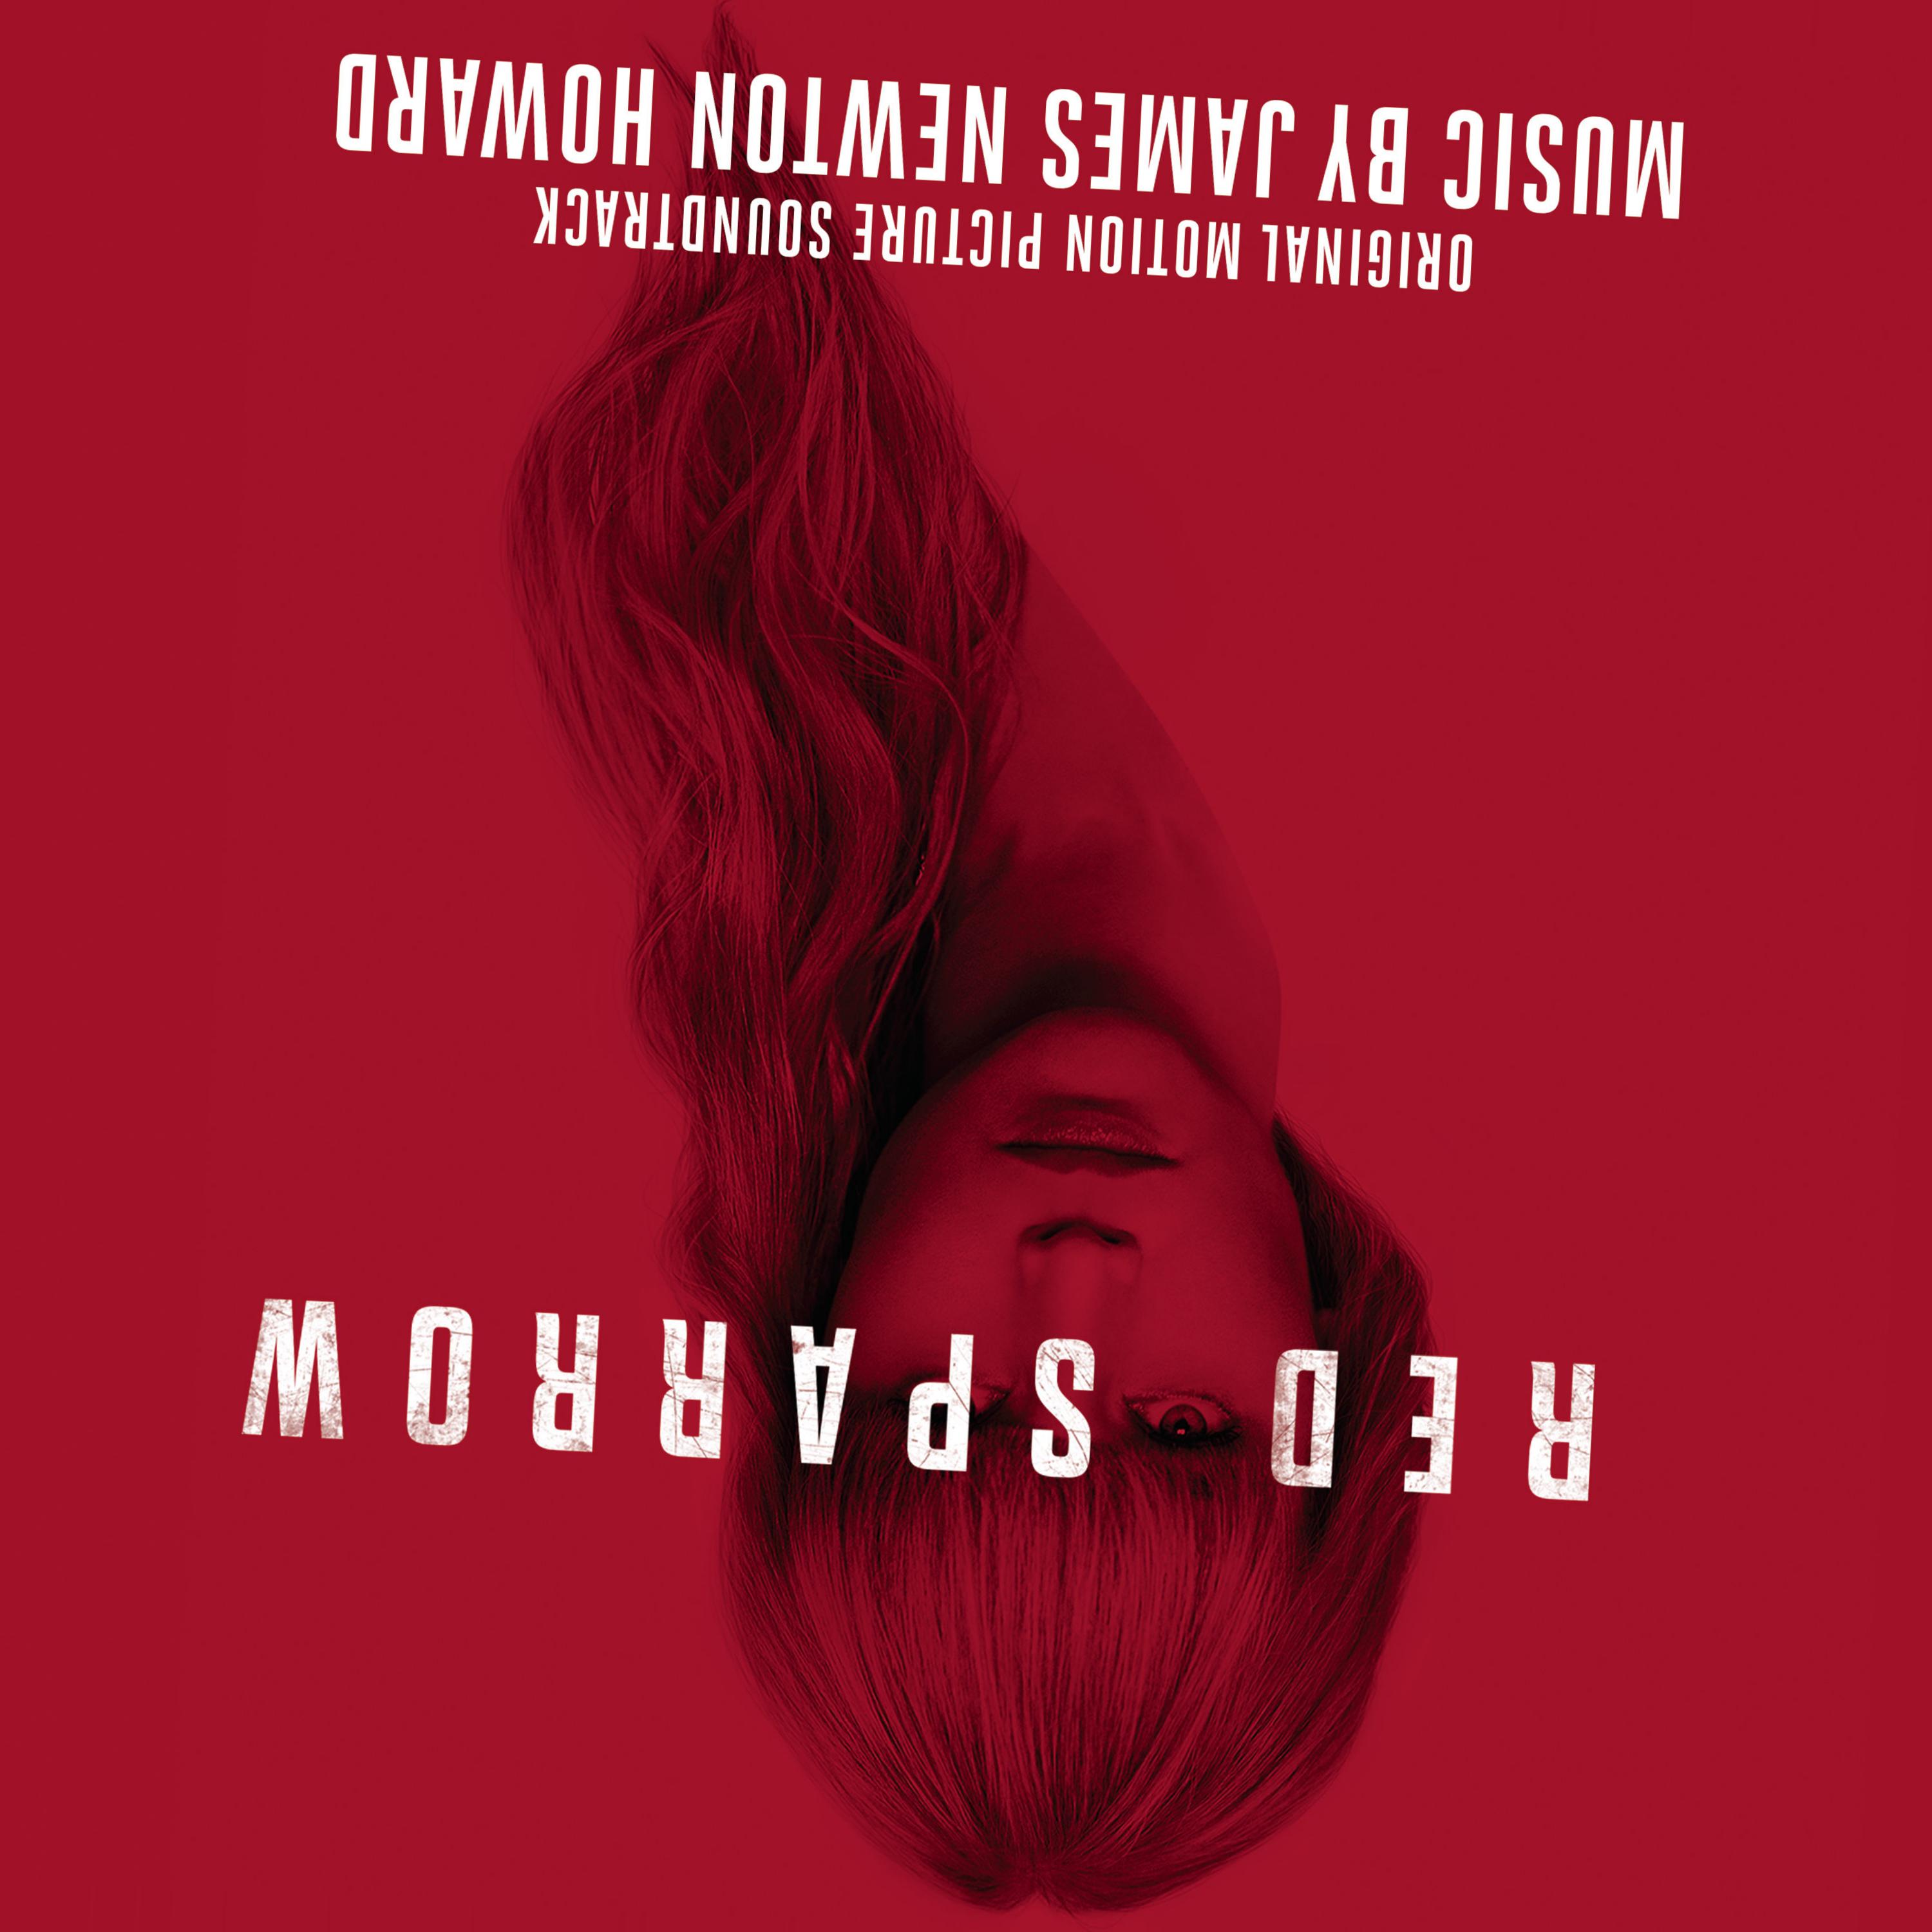 RED SPARROW
ORIGINAL MOTION PICTURE SOUNDTRACK
MUSIC BY JAMES NEWTON HOWARD